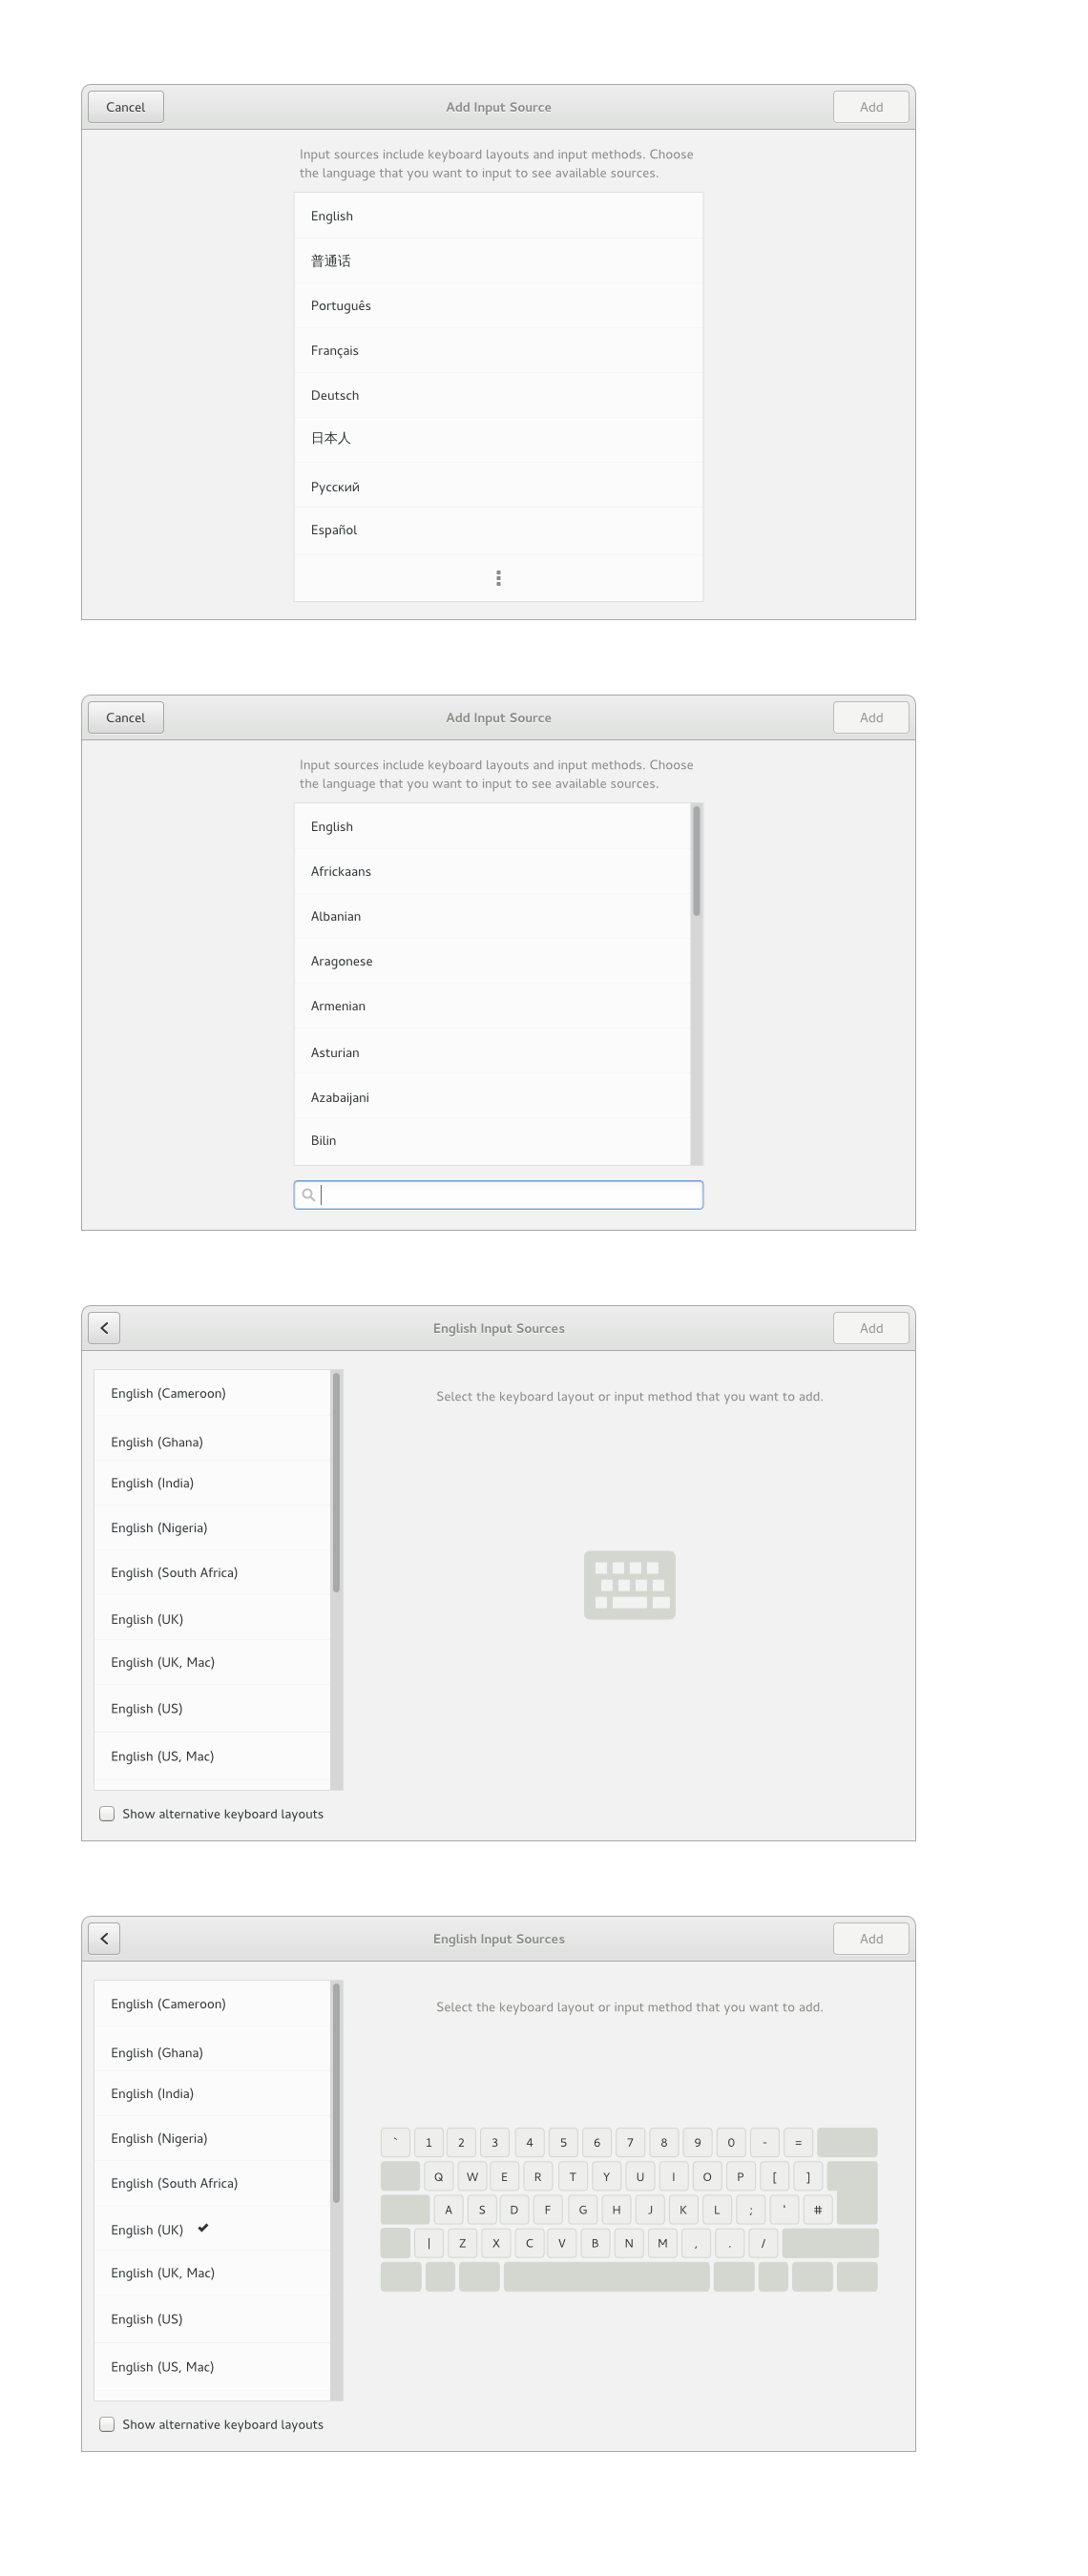 Cancel
Add Input Source
Add
Input sources include keyboard layouts and input methods. Choose
the language that you want to input to see available sources.
English
普通话
Português
Français
Deutsch
日本人
Русский
Español
Cancel
Add Input Source
Add
Input sources include keyboard layouts and input methods. Choose
the language that you want to input to see available sources.
English
Africkaans
Albanian
Aragonese
Armenian
Asturian
Azabaijani
Bilin
English Input Sources
Add
English (Cameroon)
English (Ghana)
English (India)
English (Nigeria)
English (South Africa)
English (UK)
English (UK, Mac)
English (US)
English (US, Mac)
Show alternative keyboard layouts
Select the keyboard layout or input method that you want to add.
English Input Sources
Add
English (Cameroon)
English (Ghana)
English (India)
English (Nigeria)
English (South Africa)
English (UK)
English (UK, Mac)
English (US)
English (US, Mac)
Show alternative keyboard layouts
Select the keyboard layout or input method that you want to add.
` 1 2 3 4 5 6 7 8 9 0 - =
Q W E R T Y U I O P [ ]
A S D F G H J K L ; ' #
| Z X C V B N M , . /